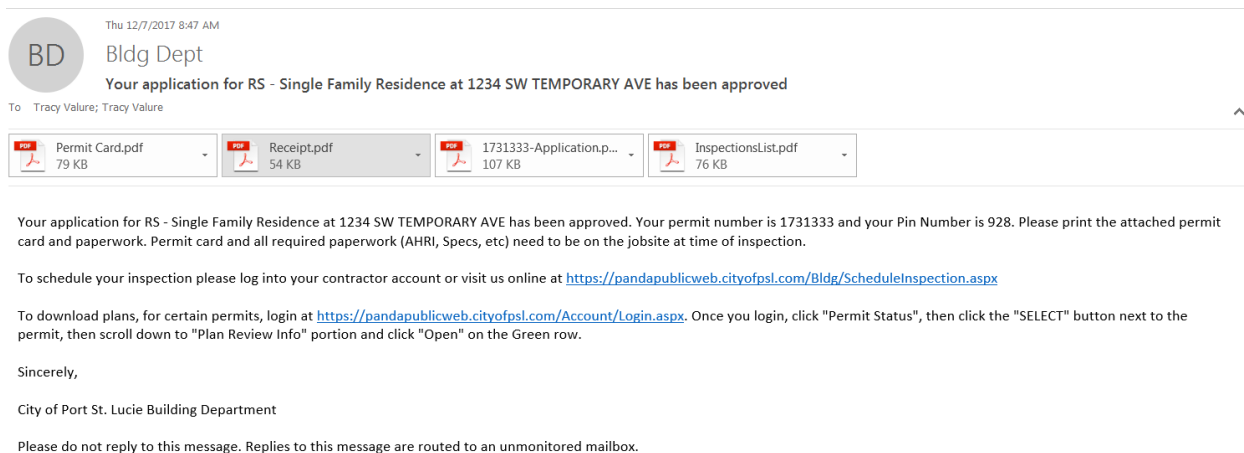 Thu 12/7/2017 8:47 AM
BD
Bldg Dept
Your application for RS - Single Family Residence at 1234 SW TEMPORARY AVE has been approved
To Tracy Valure; Tracy Valure
PDF Permit Card.pdf
79 KB
PDF Receipt.pdf
54 KB
PDF 1731333-Application.p...
107 KB
PDF InspectionsList.pdf
76 KB
Your application for RS - Single Family Residence at 1234 SW TEMPORARY AVE has been approved. Your permit number is 1731333 and your Pin Number is 928. Please print the attached permit
card and paperwork. Permit card and all required paperwork (AHRI, Specs, etc) need to be on the jobsite at time of inspection.
To schedule your inspection please log into your contractor account or visit us online at https://pandapublicweb.cityofpsl.com/Bldg/ScheduleInspection.aspx
To download plans, for certain permits, login at https://pandapublicweb.cityofpsl.com/Account/Login.aspx. Once you login, click "Permit Status", then click the "SELECT" button next to the
permit, then scroll down to "Plan Review Info" portion and click "Open" on the Green row.
Sincerely,
City of Port St. Lucie Building Department
Please do not reply to this message. Replies to this message are routed to an unmonitored mailbox.